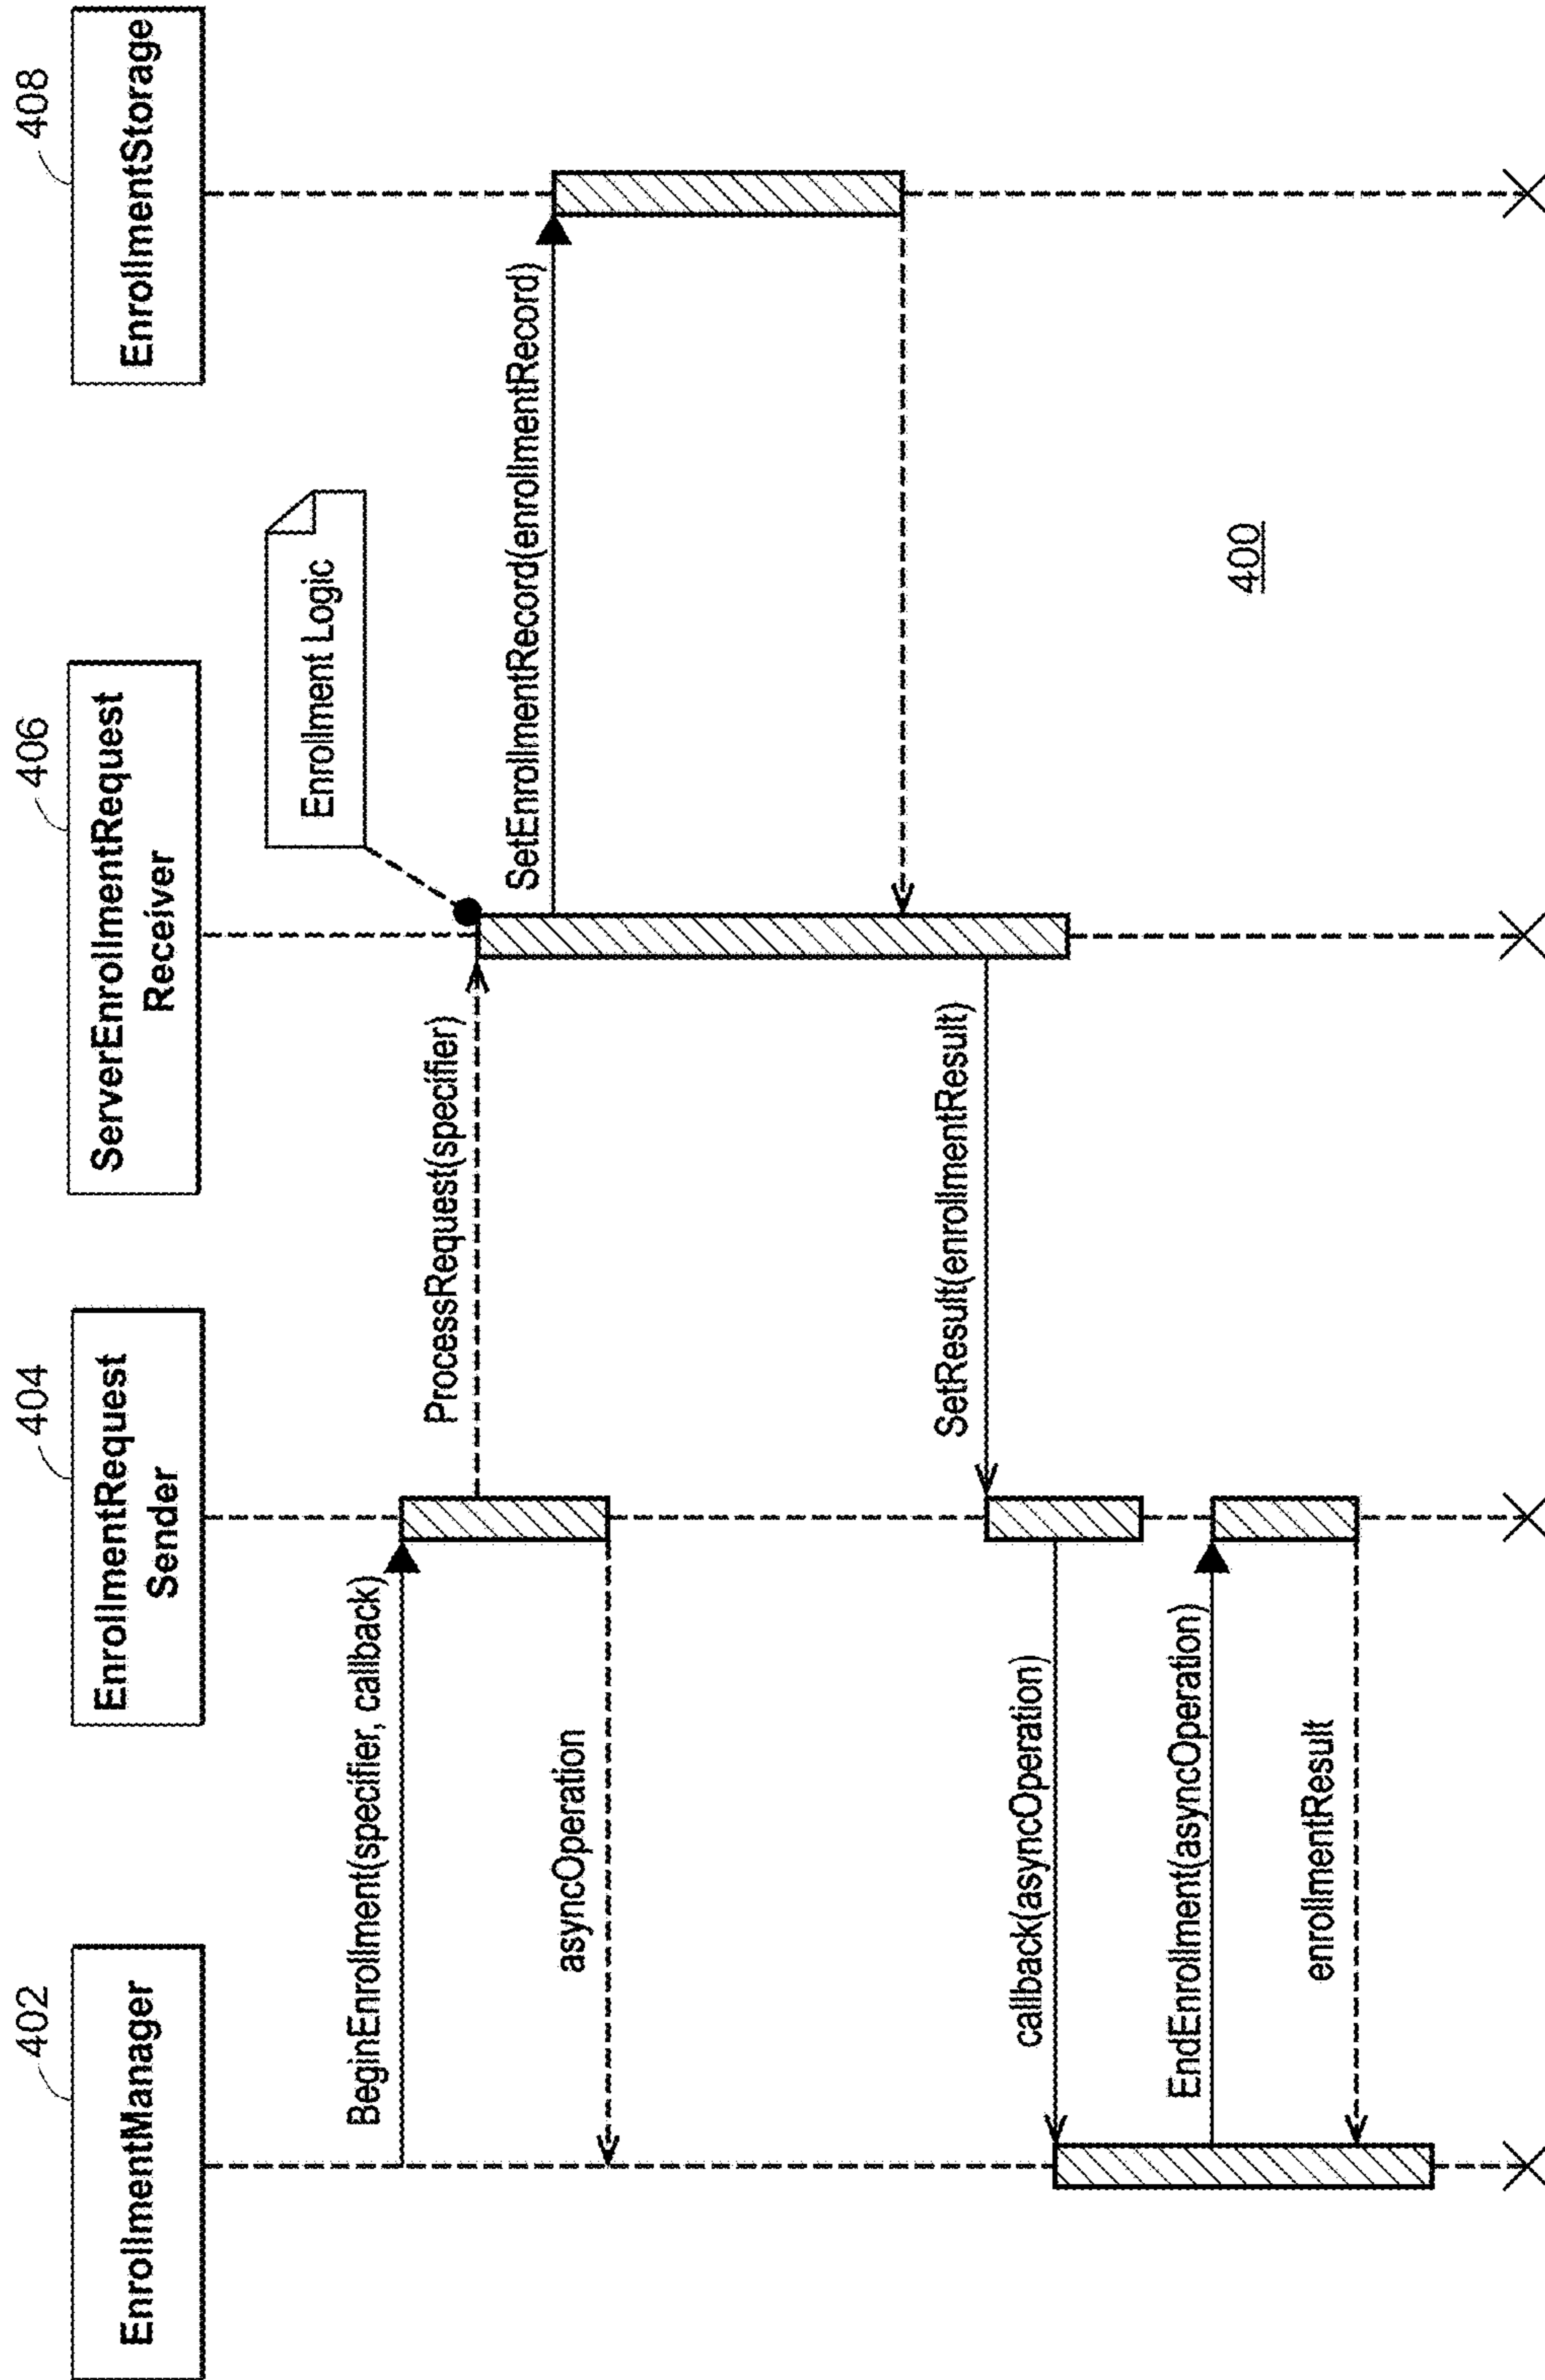 402
EnrollmentManager
404
EnrollmentRequest
Sender
406
ServerEnrollmentRequest
Receiver
408
EnrollmentStorage
Enrollment Logic
BeginEnrollment(specifier, callback)
ProcessRequest(specifier)
SetEnrollmentRecord(enrollmentRecord)
asyncOperation
SetResult(enrollmentResult)
callback(asyncOperation)
EndEnrollment(asyncOperation)
enrollmentResult
400